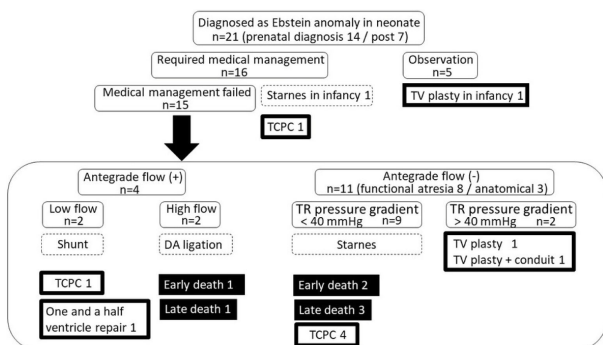 Diagnosed as Ebstein anomaly in neonate
n=21 (prenatal diagnosis 14 / post 7)
Required medical management
n=16
Observation
n=5
Medical management failed
n=15
Starnes in infancy 1
TV plasty in infancy 1
TCPC 1
Antegrade flow (+)
n=4
Antegrade flow (-)
n=11 (functional atresia 8 / anatomical 3)
Low flow
n=2
High flow
n=2
TR pressure gradient
< 40 mmHg n=9
TR pressure gradient
> 40 mmHg n=2
Shunt
DA ligation
Starnes
TV plasty 1
TV plasty + conduit 1
TCPC 1
Early death 1
Early death 2
One and a half
ventricle repair 1
Late death 1
Late death 3
TCPC 4